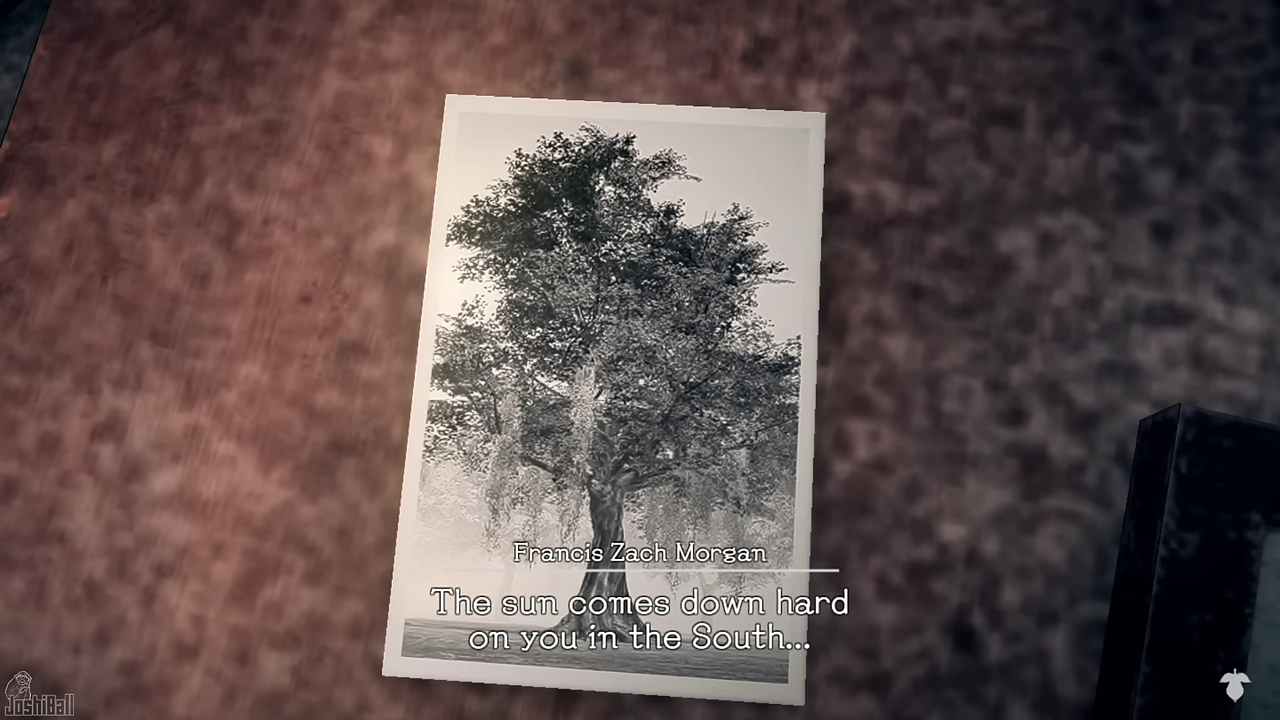 Francis Zach Morgan
The sun comes down hard
on you in the South...
JoshiBall